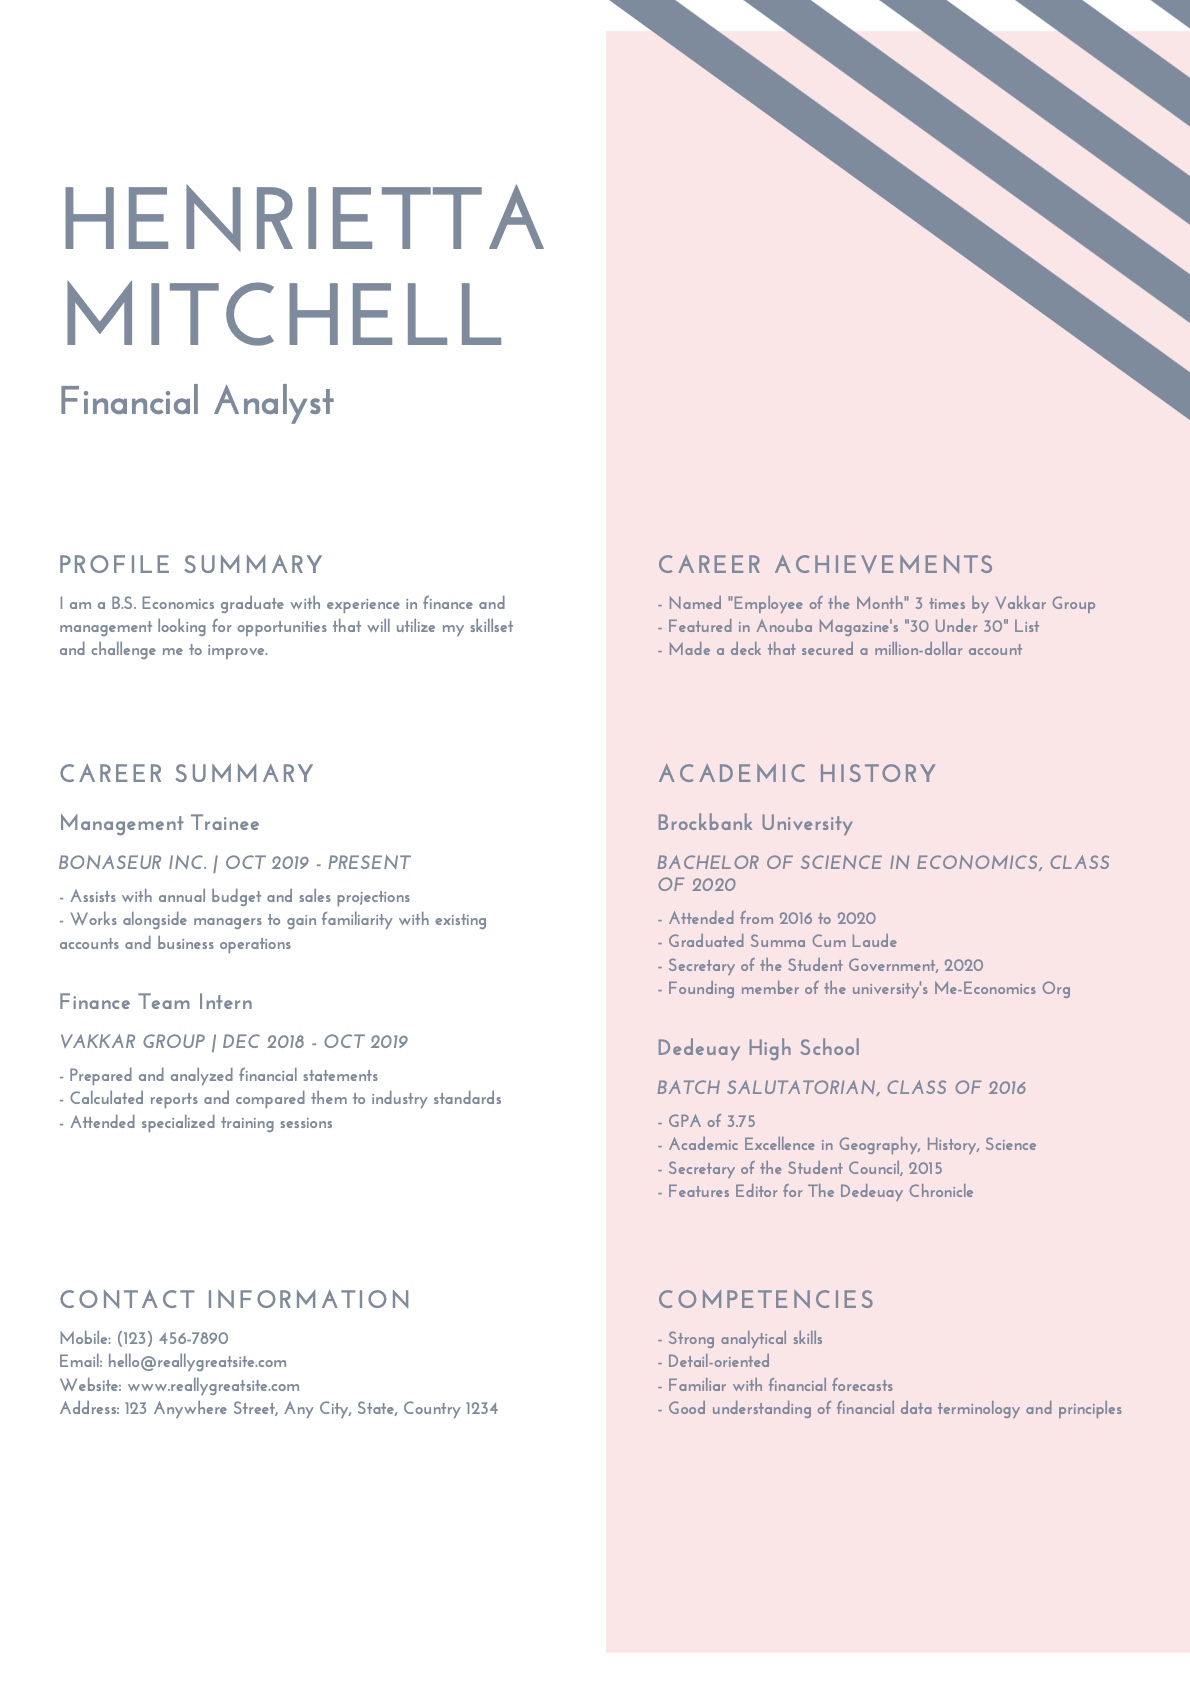 HENRIETTA
MITCHELL
Financial Analyst
PROFILE SUMMARY
I am a B.S. Economics graduate with experience in finance and
management looking for opportunities that will utilize my skillset
and challenge me to improve.
CAREER SUMMARY
Management Trainee
BONASEUR INC. | OCT 2019 - PRESENT
- Assists with annual budget and sales projections
- Works alongside managers to gain familiarity with existing
accounts and business operations
Finance Team Intern
VAKKAR GROUP | DEC 2018 - OCT 2019
- Prepared and analyzed financial statements
- Calculated reports and compared them to industry standards
- Attended specialized training sessions
CONTACT INFORMATION
Mobile: (123) 456-7890
Email: hello@reallygreatsite.com
Website: www.reallygreatsite.com
Address: 123 Anywhere Street, Any City, State, Country 1234
CAREER ACHIEVEMENTS
- Named "Employee of the Month" 3 times by Vakkar Group
- Featured in Anouba Magazine's "30 Under 30" List
- Made a deck that secured a million-dollar account
ACADEMIC HISTORY
Brockbank University
BACHELOR OF SCIENCE IN ECONOMICS, CLASS
OF 2020
- Attended from 2016 to 2020
- Graduated Summa Cum Laude
- Secretary of the Student Government, 2020
- Founding member of the university's Me-Economics Org
Dedeuay High School
BATCH SALUTATORIAN, CLASS OF 2016
- GPA of 3.75
- Academic Excellence in Geography, History, Science
- Secretary of the Student Council, 2015
- Features Editor for The Dedeuay Chronicle
COMPETENCIES
- Strong analytical skills
- Detail-oriented
- Familiar with financial forecasts
- Good understanding of financial data terminology and principles